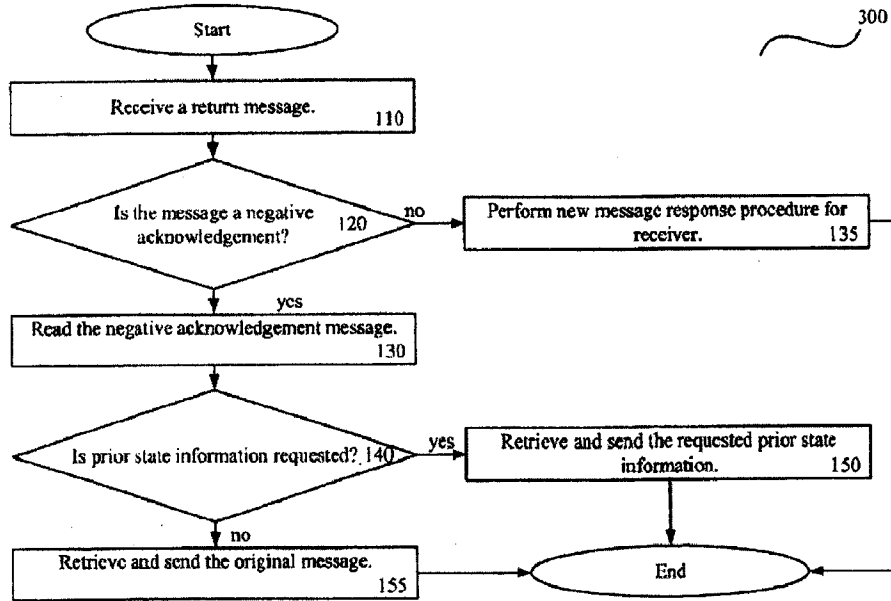 300
Start
Receive a return message.
110
Is the message a negative
acknowledgement?
120
no
Perform new message response procedure for
receiver.
135
yes
Read the negative acknowledgement message.
130
Is prior state information requested?
140
yes
Retrieve and send the requested prior state
information.
150
no
Retrieve and send the original message.
155
End